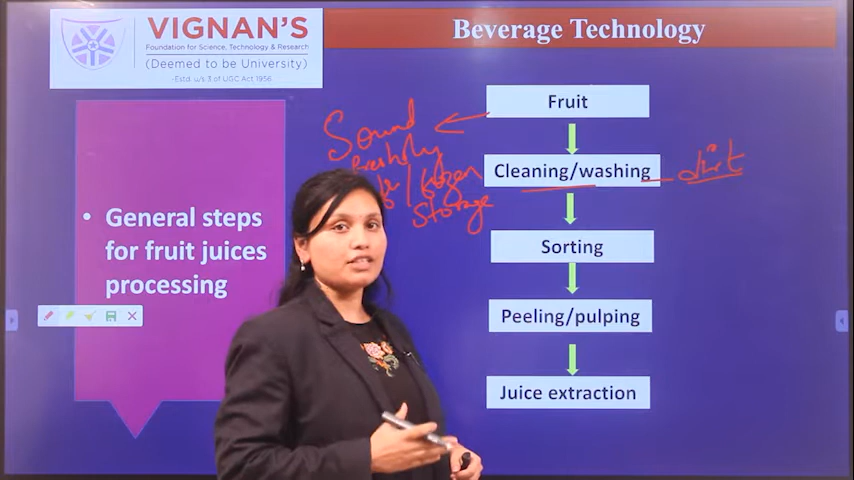 VIGNAN'S
Foundation for Science, Technology & Research
(Deemed to be University)
-Estd. u/s 3 of UGC Act 1956
Beverage Technology
• General steps
for fruit juices
processing
Fruit
Sound
Freshly
/ frozen
storage
Cleaning/washing
dirt
Sorting
Peeling/pulping
Juice extraction